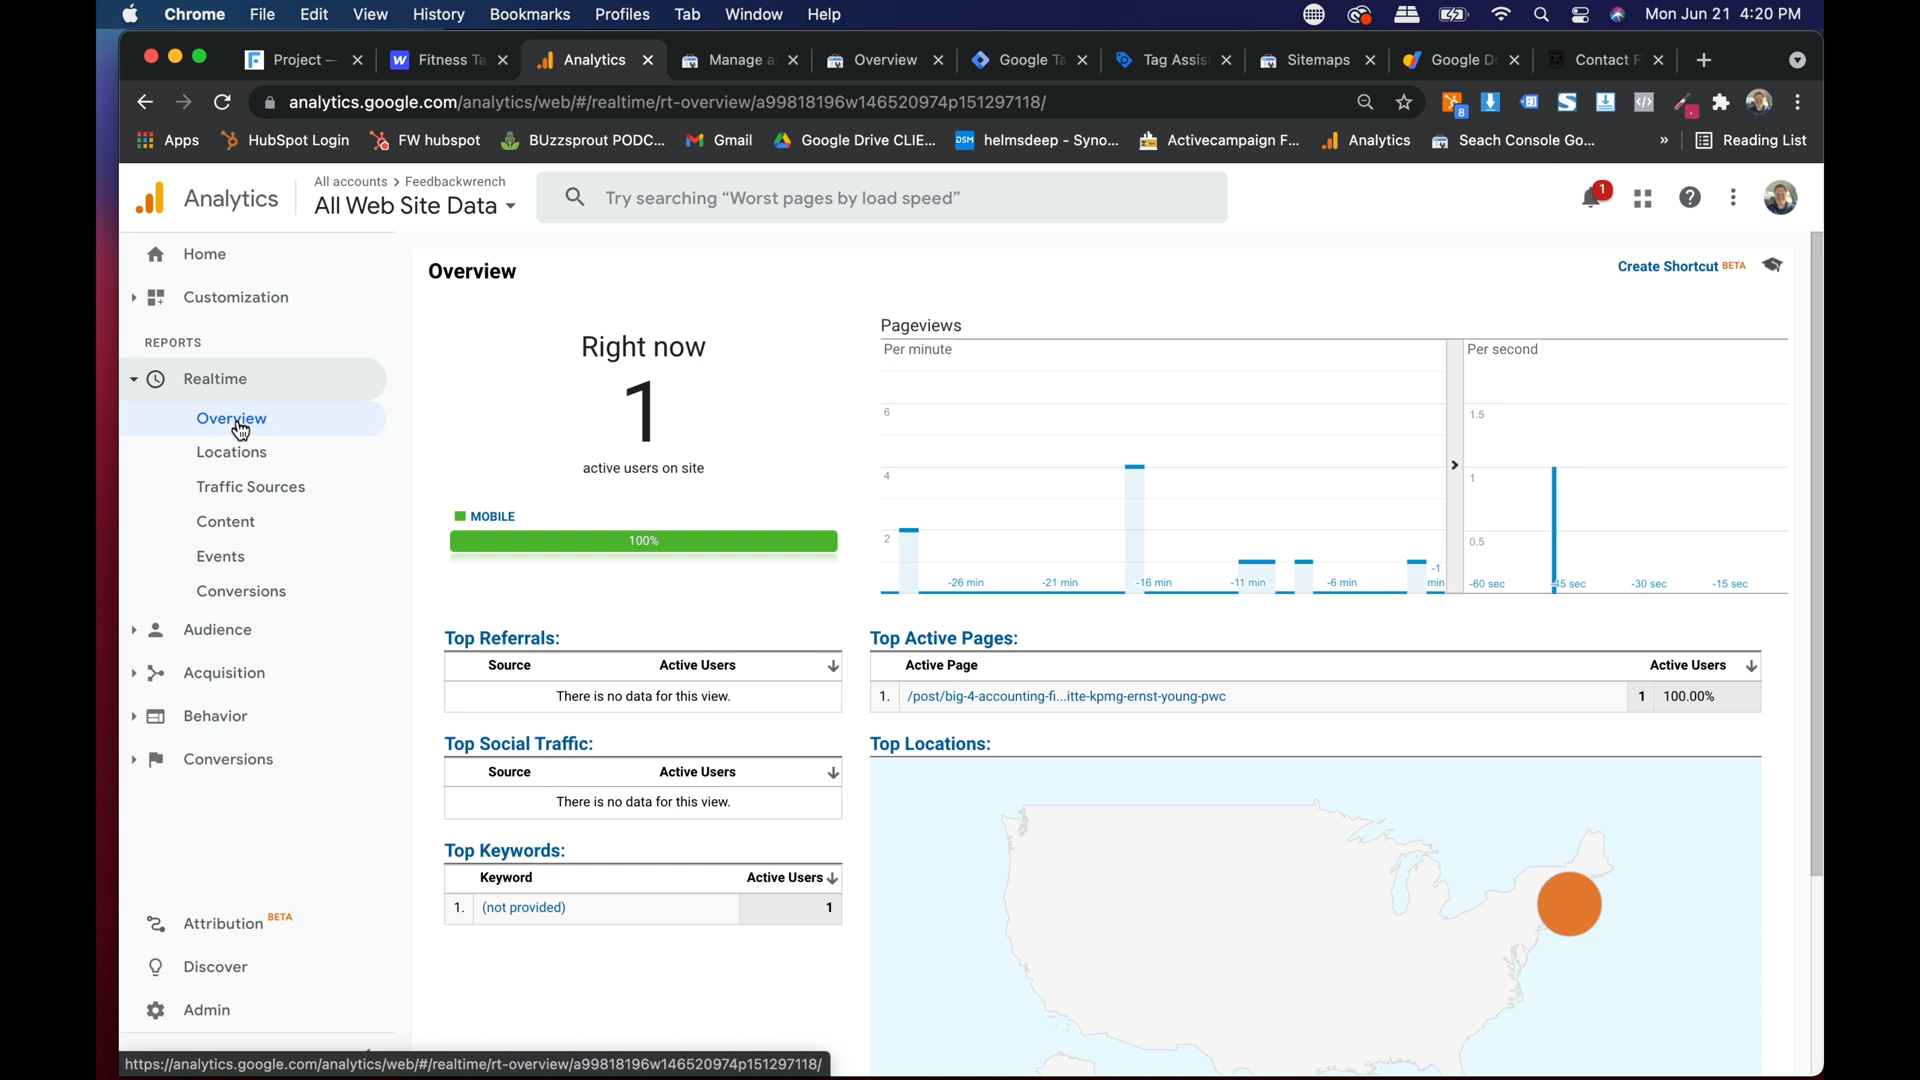 Chrome File Edit View History Bookmarks Profiles Tab Window Help Mon Jun 21 4:20 PM
Project — Fitness Ta Analytics Manage a Overview Google Ta Tag Assis Sitemaps Google D Contact F
analytics.google.com/analytics/web/#/realtime/rt-overview/a99818196w146520974p151297118/ 8
Apps HubSpot Login FW hubspot BUzzsprout PODC... Gmail Google Drive CLIE... DSM helmsdeep - Syno... Activecampaign F... Analytics Seach Console Go... » Reading List
Analytics
All accounts > Feedbackwrench
All Web Site Data
Try searching “Worst pages by load speed”
1
Home
Customization
REPORTS
Realtime
Overview
Locations
Traffic Sources
Content
Events
Conversions
Audience
Acquisition
Behavior
Conversions
Attribution BETA
Discover
Admin
Overview
Create Shortcut BETA
Right now
1
active users on site
MOBILE
100%
Pageviews
Per minute
6
4
2
-26 min -21 min -16 min -11 min -6 min -1 min
Per second
1.5
1
0.5
-60 sec -45 sec -30 sec -15 sec
Top Referrals:
Source Active Users
There is no data for this view.
Top Social Traffic:
Source Active Users
There is no data for this view.
Top Keywords:
Keyword Active Users
1. (not provided) 1
Top Active Pages:
Active Page Active Users
1. /post/big-4-accounting-fi...itte-kpmg-ernst-young-pwc 1 100.00%
Top Locations:
https://analytics.google.com/analytics/web/#/realtime/rt-overview/a99818196w146520974p151297118/